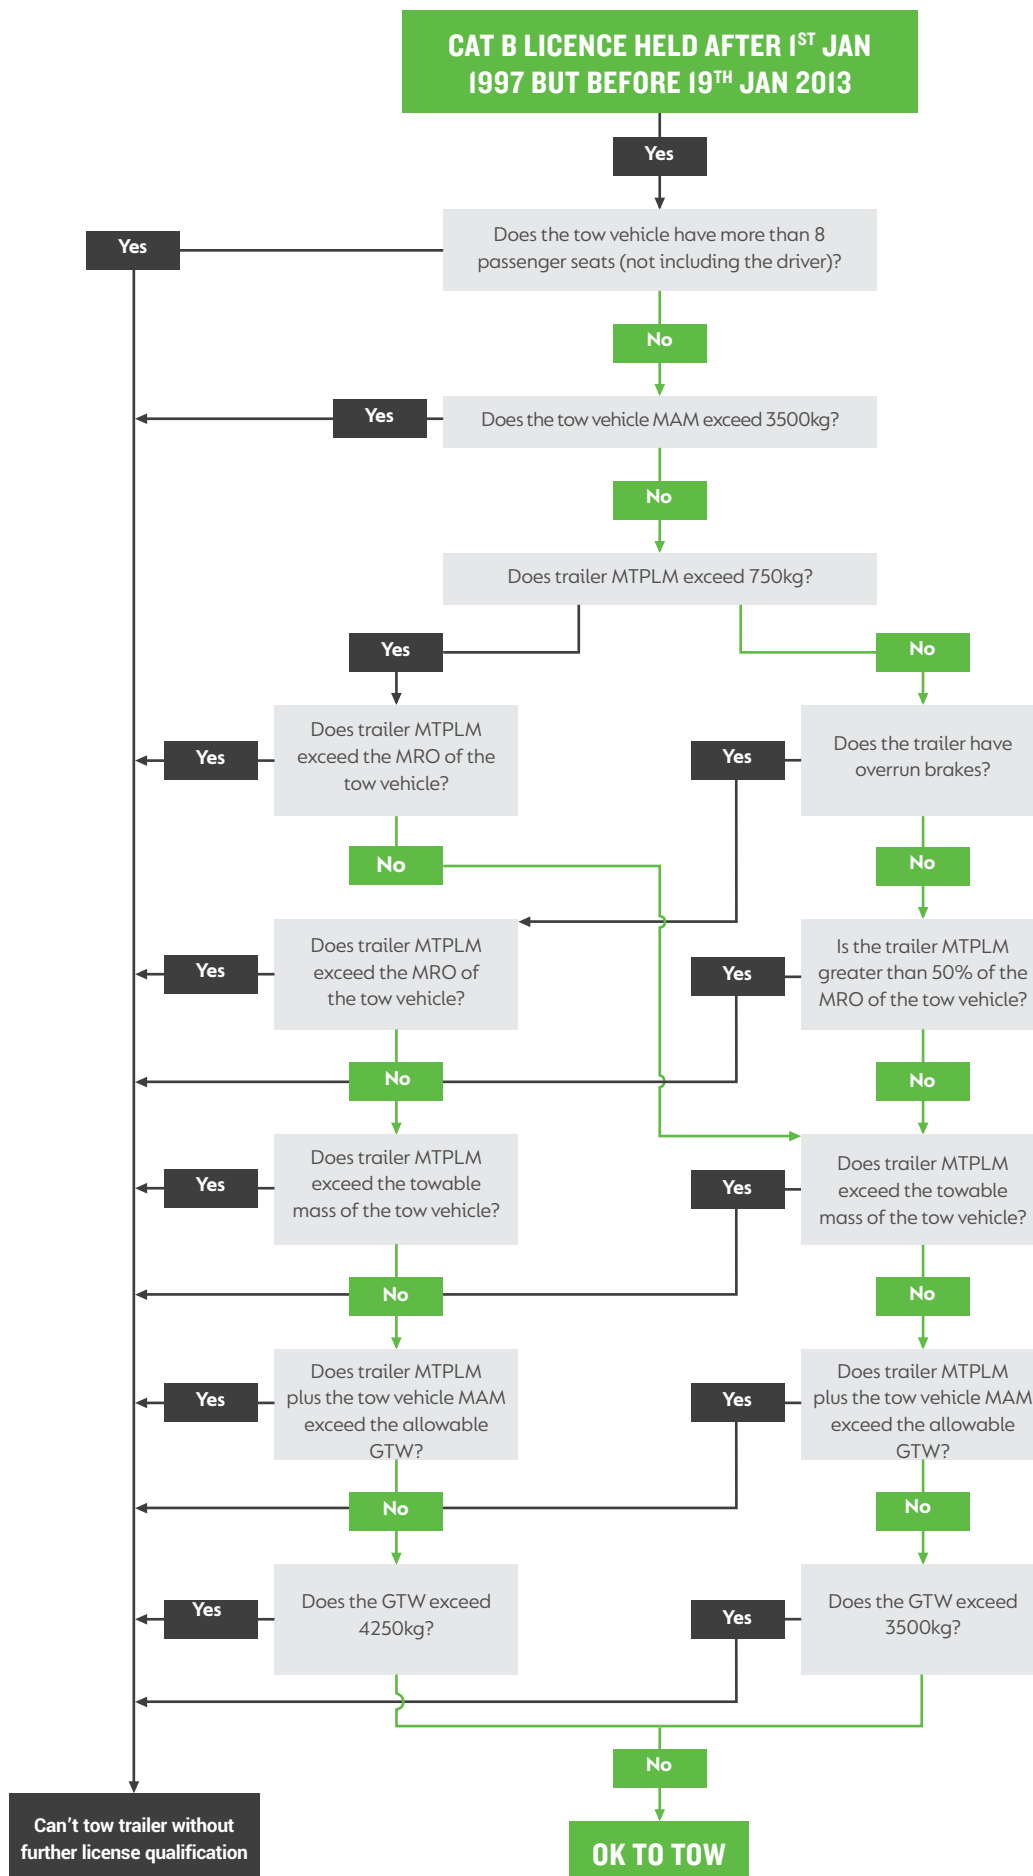 CAT B LICENCE HELD AFTER 1ST JAN
1997 BUT BEFORE 19TH JAN 2013
Yes
Does the tow vehicle have more than 8
passenger seats (not including the driver)?
Yes
No
Does the tow vehicle MAM exceed 3500kg?
Yes
No
Does trailer MTPLM exceed 750kg?
Yes
No
Does trailer MTPLM
exceed the MRO of the
tow vehicle?
Yes
Does the trailer have
overrun brakes?
Yes
No
No
Does trailer MTPLM
exceed the MRO of
the tow vehicle?
Yes
Is the trailer MTPLM
greater than 50% of the
MRO of the tow vehicle?
Yes
No
No
Does trailer MTPLM
exceed the towable
mass of the tow vehicle?
Yes
Does trailer MTPLM
exceed the towable
mass of the tow vehicle?
Yes
No
No
Does trailer MTPLM
plus the tow vehicle MAM
exceed the allowable
GTW?
Yes
Does trailer MTPLM
plus the tow vehicle MAM
exceed the allowable
GTW?
Yes
No
No
Does the GTW exceed
4250kg?
Yes
Does the GTW exceed
3500kg?
Yes
No
Can't tow trailer without
further license qualification
OK TO TOW